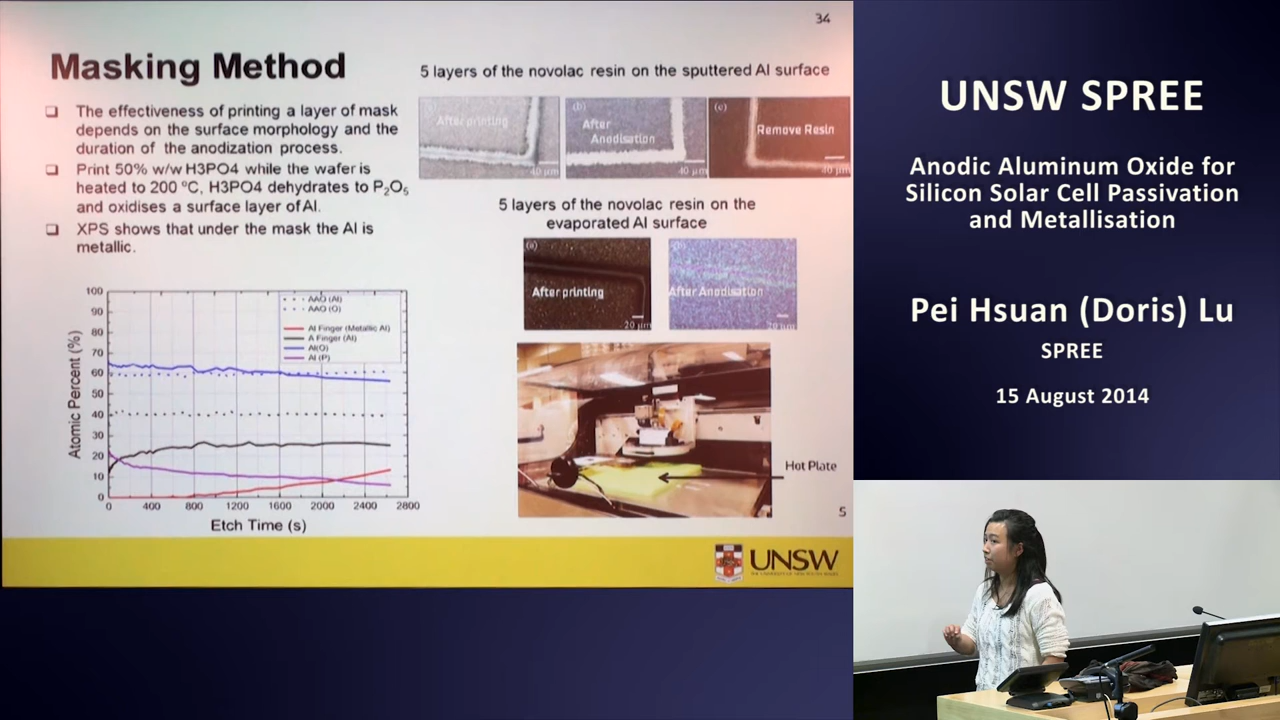 34
Masking Method
❑ The effectiveness of printing a layer of mask
depends on the surface morphology and the
duration of the anodization process.
❑ Print 50% w/w H3PO4 while the wafer is
heated to 200 ºC, H3PO4 dehydrates to P2O5
and oxidises a surface layer of Al.
❑ XPS shows that under the mask the Al is
metallic.
5 layers of the novolac resin on the sputtered Al surface
After printing
40 µm
(b)
After
Anodisation
40 µm
(c)
Remove Resin
40 µm
5 layers of the novolac resin on the
evaporated Al surface
(a)
After printing
20 µm
After Anodisation
20 µm
Hot Plate
Atomic Percent (%)
100
90
80
70
60
50
40
30
20
10
0
AAO (Al)
AAO (O)
Al Finger (Metallic Al)
A Finger (Al)
Al(O)
Al (P)
0 400 800 1200 1600 2000 2400 2800
Etch Time (s)
5
UNSW
UNSW SPREE
Anodic Aluminum Oxide for
Silicon Solar Cell Passivation
and Metallisation
Pei Hsuan (Doris) Lu
SPREE
15 August 2014